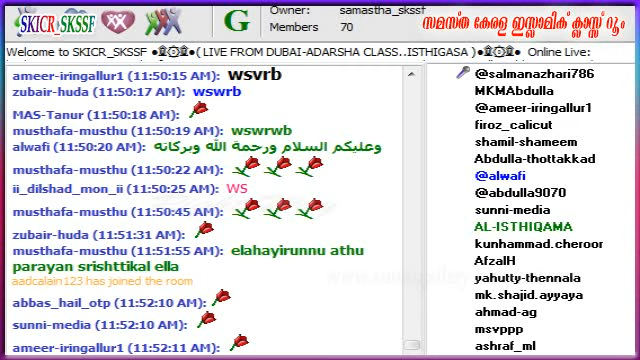 SKICR SKSSF
G
Owner: samastha_skssf
Members 70
സമസ്ത കേരള ഇസ്ലാമിക് ക്ലാസ്സ് റൂം
Welcome to SKICR_SKSSF ●۩۞۩●( LIVE FROM DUBAI-ADARSHA CLASS..ISTHIGASA )●۩۞۩● Online Live:
ameer-iringallur1 (11:50:15 AM): wsvrb
zubair-huda (11:50:17 AM): wswrb
MAS-Tanur (11:50:18 AM):
musthafa-musthu (11:50:19 AM): wswrwb
alwafi (11:50:20 AM): وعليكم السلام ورحمة الله وبركاته
musthafa-musthu (11:50:22 AM):
ii_dilshad_mon_ii (11:50:25 AM): ws
musthafa-musthu (11:50:45 AM):
zubair-huda (11:51:31 AM):
musthafa-musthu (11:51:55 AM): elahayirunnu athu
parayan srishttikal ella
aadcalain123 has joined the room
abbas_hail_otp (11:52:10 AM):
sunni-media (11:52:10 AM):
ameer-iringallur1 (11:52:11 AM):
@salmanazhari786
MKMAbdulla
@ameer-iringallur1
firoz_calicut
shamil-shameem
Abdulla-thottakkad
@alwafi
@abdulla9070
sunni-media
AL-ISTHIQAMA
kunhammad.cheroor
AfzalH
yahutty-thennala
mk.shajid.ayyaya
ahmad-ag
msvppp
ashraf_ml